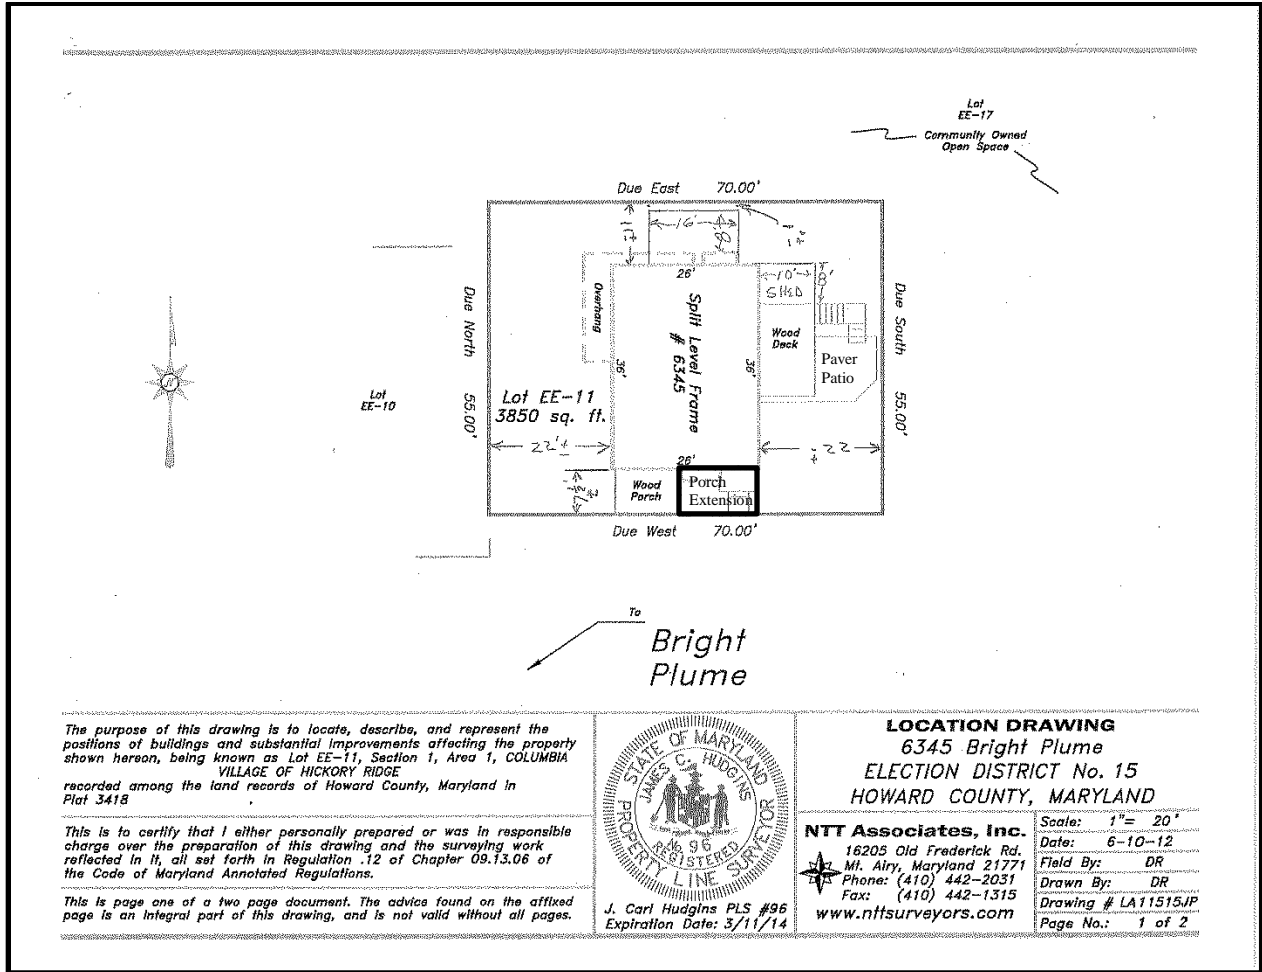 Lot
EE-17
Community Owned
Open Space
Due East 70.00'
16'
8'
26'
10'
SHED
8'
Overhang
Split Level Frame
# 6345
Due North 55.00'
Due South 55.00'
Wood
Deck
Paver
Patio
36'
36'
Lot
EE-10
Lot EE-11
3850 sq. ft.
22'±
22 ±
26'
Wood
Porch
Porch
Extension
Due West 70.00'
To
Bright
Plume
The purpose of this drawing is to locate, describe, and represent the
positions of buildings and substantial improvements affecting the property
shown hereon, being known as Lot EE-11, Section 1, Area 1, COLUMBIA
VILLAGE OF HICKORY RIDGE
recorded among the land records of Howard County, Maryland in
Plat 3418
This is to certify that I either personally prepared or was in responsible
charge over the preparation of this drawing and the surveying work
reflected in it, all set forth in Regulation .12 of Chapter 09.13.06 of
the Code of Maryland Annotated Regulations.
This is page one of a two page document. The advice found on the affixed
page is an integral part of this drawing, and is not valid without all pages.
STATE OF MARYLAND
JAMES C. HUDGINS
No 96
REGISTERED
PROPERTY LINE SURVEYOR
J. Carl Hudgins PLS #96
Expiration Date: 3/11/14
LOCATION DRAWING
6345 Bright Plume
ELECTION DISTRICT No. 15
HOWARD COUNTY, MARYLAND
NTT Associates, Inc.
16205 Old Frederick Rd.
Mt. Airy, Maryland 21771
Phone: (410) 442-2031
Fax: (410) 442-1315
www.nttsurveyors.com
Scale: 1"= 20'
Date: 6-10-12
Field By: DR
Drawn By: DR
Drawing # LA11515JP
Page No.: 1 of 2